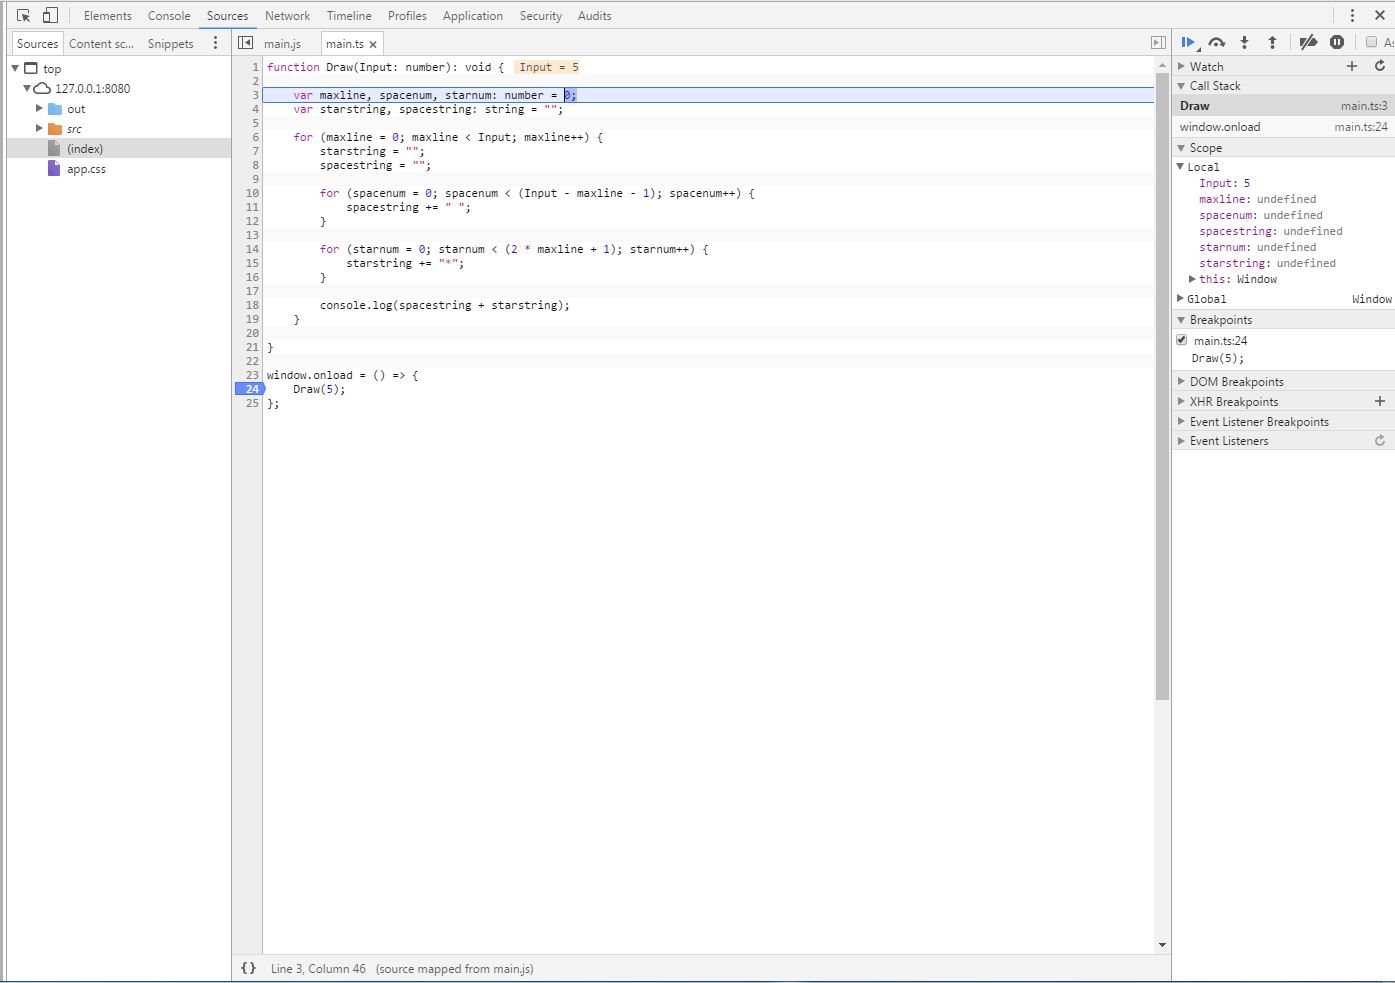 Elements Console Sources Network Timeline Profiles Application Security Audits
Sources Content sc... Snippets
main.js main.ts
As
top
127.0.0.1:8080
out
src
(index)
app.css
1 function Draw(Input: number): void { Input = 5
2
3 var maxline, spacenum, starnum: number = 0;
4 var starstring, spacestring: string = "";
5
6 for (maxline = 0; maxline < Input; maxline++) {
7 starstring = "";
8 spacestring = "";
9
10 for (spacenum = 0; spacenum < (Input - maxline - 1); spacenum++) {
11 spacestring += " ";
12 }
13
14 for (starnum = 0; starnum < (2 * maxline + 1); starnum++) {
15 starstring += "*";
16 }
17
18 console.log(spacestring + starstring);
19 }
20
21 }
22
23 window.onload = () => {
24 Draw(5);
25 };
{} Line 3, Column 46 (source mapped from main.js)
Watch
Call Stack
Draw main.ts:3
window.onload main.ts:24
Scope
Local
Input: 5
maxline: undefined
spacenum: undefined
spacestring: undefined
starnum: undefined
starstring: undefined
this: Window
Global Window
Breakpoints
main.ts:24
Draw(5);
DOM Breakpoints
XHR Breakpoints
Event Listener Breakpoints
Event Listeners